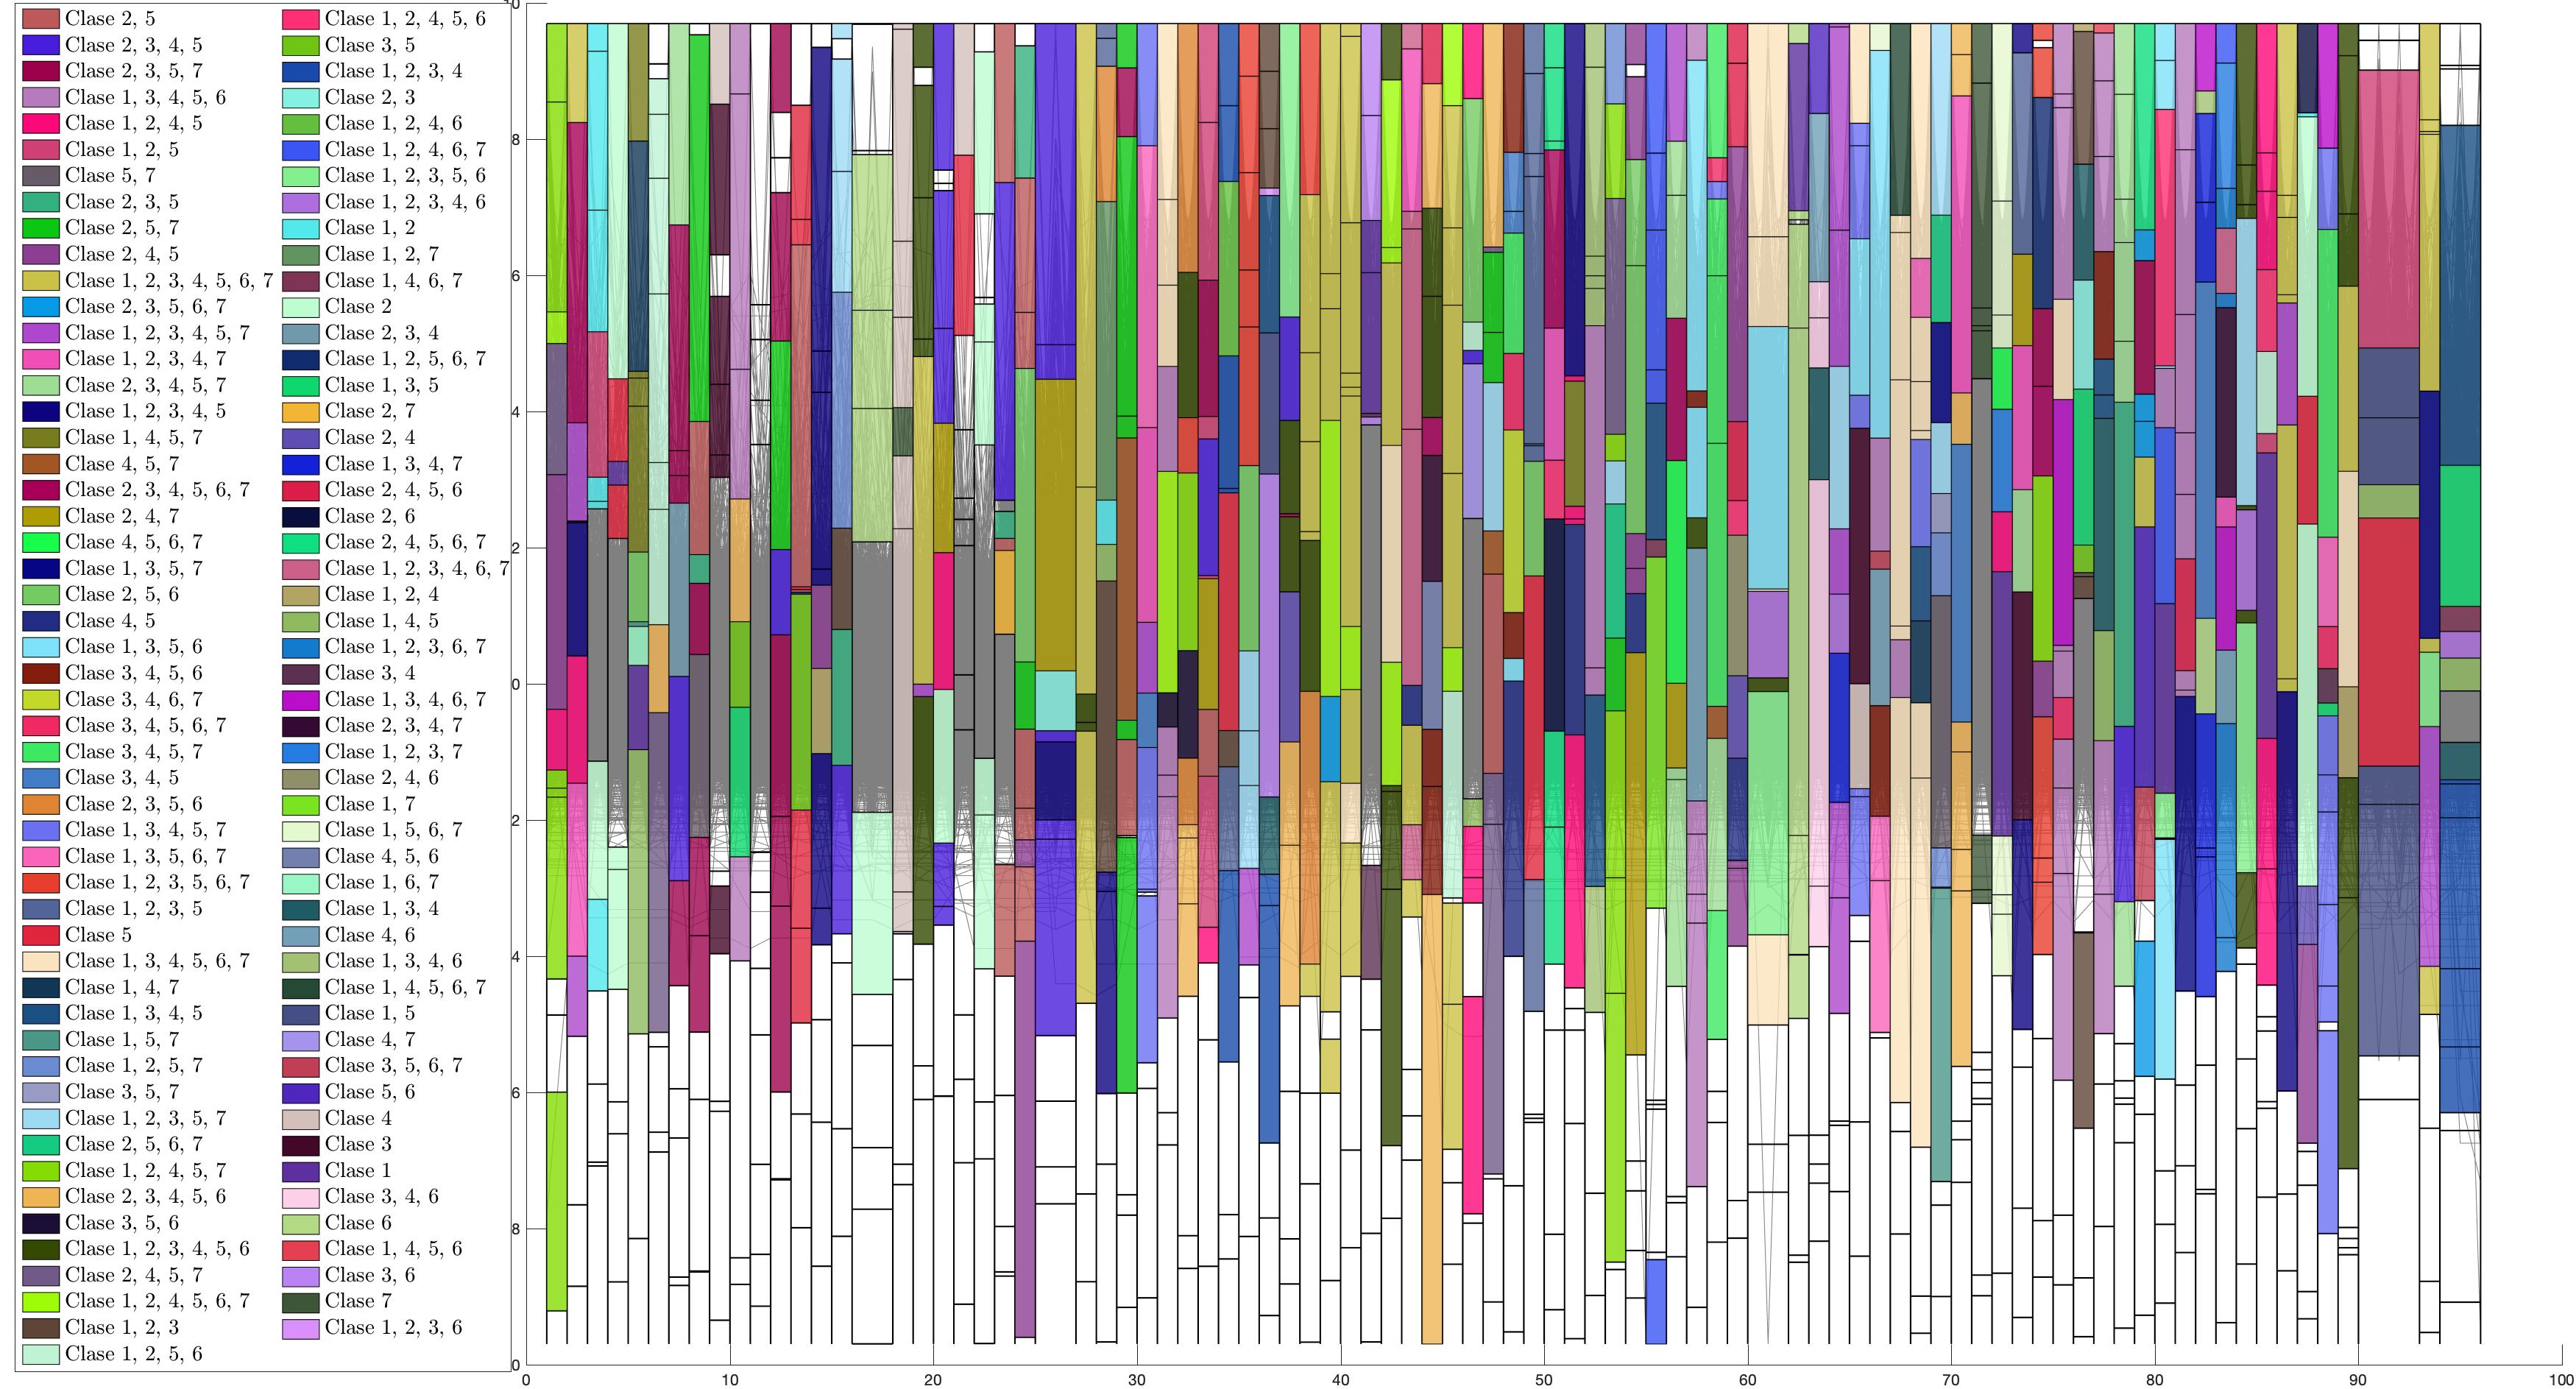 Clase 2, 5
Clase 2, 3, 4, 5
Clase 2, 3, 5, 7
Clase 1, 3, 4, 5, 6
Clase 1, 2, 4, 5
Clase 1, 2, 5
Clase 5, 7
Clase 2, 3, 5
Clase 2, 5, 7
Clase 2, 4, 5
Clase 1, 2, 3, 4, 5, 6, 7
Clase 2, 3, 5, 6, 7
Clase 1, 2, 3, 4, 5, 7
Clase 1, 2, 3, 4, 7
Clase 2, 3, 4, 5, 7
Clase 1, 2, 3, 4, 5
Clase 1, 4, 5, 7
Clase 4, 5, 7
Clase 2, 3, 4, 5, 6, 7
Clase 2, 4, 7
Clase 4, 5, 6, 7
Clase 1, 3, 5, 7
Clase 2, 5, 6
Clase 4, 5
Clase 1, 3, 5, 6
Clase 3, 4, 5, 6
Clase 3, 4, 6, 7
Clase 3, 4, 5, 6, 7
Clase 3, 4, 5, 7
Clase 3, 4, 5
Clase 2, 3, 5, 6
Clase 1, 3, 4, 5, 7
Clase 1, 3, 5, 6, 7
Clase 1, 2, 3, 5, 6, 7
Clase 1, 2, 3, 5
Clase 5
Clase 1, 3, 4, 5, 6, 7
Clase 1, 4, 7
Clase 1, 3, 4, 5
Clase 1, 5, 7
Clase 1, 2, 5, 7
Clase 3, 5, 7
Clase 1, 2, 3, 5, 7
Clase 2, 5, 6, 7
Clase 1, 2, 4, 5, 7
Clase 2, 3, 4, 5, 6
Clase 3, 5, 6
Clase 1, 2, 3, 4, 5, 6
Clase 2, 4, 5, 7
Clase 1, 2, 4, 5, 6, 7
Clase 1, 2, 3
Clase 1, 2, 5, 6
Clase 1, 2, 4, 5, 6
Clase 3, 5
Clase 1, 2, 3, 4
Clase 2, 3
Clase 1, 2, 4, 6
Clase 1, 2, 4, 6, 7
Clase 1, 2, 3, 5, 6
Clase 1, 2, 3, 4, 6
Clase 1, 2
Clase 1, 2, 7
Clase 1, 4, 6, 7
Clase 2
Clase 2, 3, 4
Clase 1, 2, 5, 6, 7
Clase 1, 3, 5
Clase 2, 7
Clase 2, 4
Clase 1, 3, 4, 7
Clase 2, 4, 5, 6
Clase 2, 6
Clase 2, 4, 5, 6, 7
Clase 1, 2, 3, 4, 6, 7
Clase 1, 2, 4
Clase 1, 4, 5
Clase 1, 2, 3, 6, 7
Clase 3, 4
Clase 1, 3, 4, 6, 7
Clase 2, 3, 4, 7
Clase 1, 2, 3, 7
Clase 2, 4, 6
Clase 1, 7
Clase 1, 5, 6, 7
Clase 4, 5, 6
Clase 1, 6, 7
Clase 1, 3, 4
Clase 4, 6
Clase 1, 3, 4, 6
Clase 1, 4, 5, 6, 7
Clase 1, 5
Clase 4, 7
Clase 3, 5, 6, 7
Clase 5, 6
Clase 4
Clase 3
Clase 1
Clase 3, 4, 6
Clase 6
Clase 1, 4, 5, 6
Clase 3, 6
Clase 7
Clase 1, 2, 3, 6
0
8
6
4
2
0
2
4
6
8
0
0 10 20 30 40 50 60 70 80 90 100